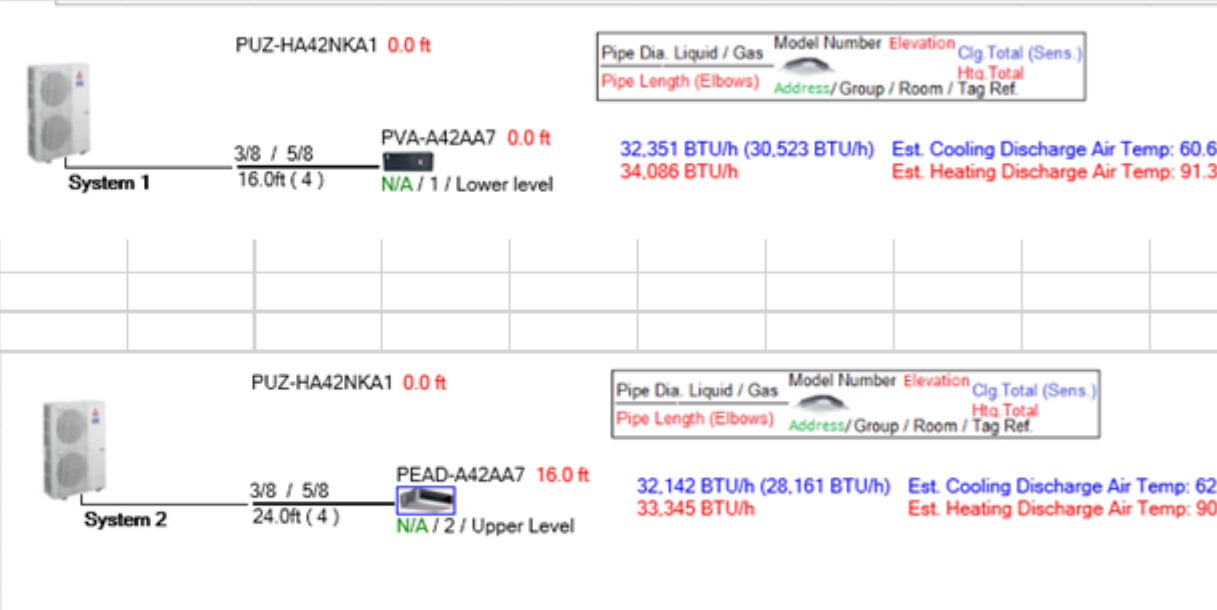 PUZ-HA42NKA1 0.0 ft
Pipe Dia. Liquid / Gas Model Number Elevation Clg.Total (Sens.)
Htg.Total
Pipe Length (Elbows) Address/ Group / Room / Tag Ref.
PVA-A42AA7 0.0 ft
3/8 / 5/8
32,351 BTU/h (30,523 BTU/h) Est. Cooling Discharge Air Temp: 60.6
34,086 BTU/h Est. Heating Discharge Air Temp: 91.3
System 1 16.0ft ( 4 ) N/A / 1 / Lower level
PUZ-HA42NKA1 0.0 ft
Pipe Dia. Liquid / Gas Model Number Elevation Clg.Total (Sens.)
Htg.Total
Pipe Length (Elbows) Address/ Group / Room / Tag Ref.
PEAD-A42AA7 16.0 ft
3/8 / 5/8
32,142 BTU/h (28,161 BTU/h) Est. Cooling Discharge Air Temp: 62
33,345 BTU/h Est. Heating Discharge Air Temp: 90
System 2 24.0ft ( 4 ) N/A / 2 / Upper Level